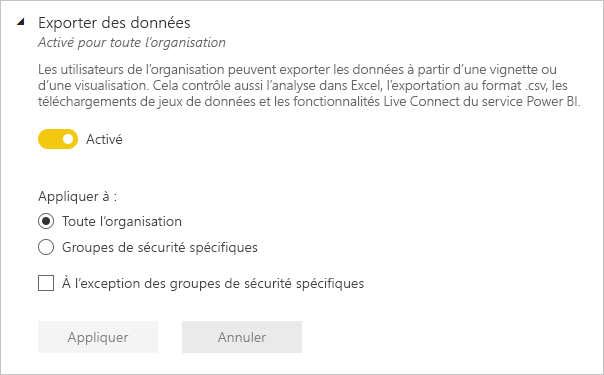 Exporter des données
Activé pour toute l'organisation
Les utilisateurs de l'organisation peuvent exporter les données à partir d'une vignette ou
d'une visualisation. Cela contrôle aussi l'analyse dans Excel, l'exportation au format .csv, les
téléchargements de jeux de données et les fonctionnalités Live Connect du service Power BI.
Activé
Appliquer à :
Toute l'organisation
Groupes de sécurité spécifiques
À l'exception des groupes de sécurité spécifiques
Appliquer
Annuler